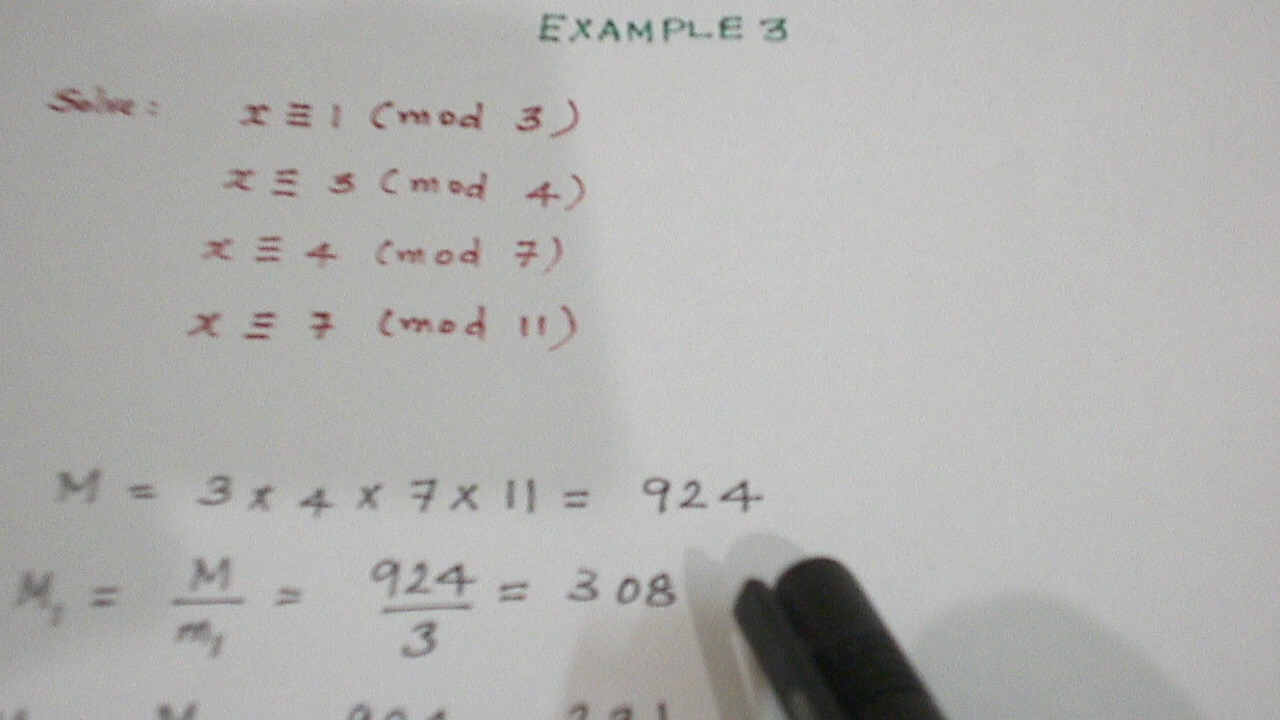 EXAMPLE 3
Solve: x ≡ 1 (mod 3)
x ≡ 3 (mod 4)
x ≡ 4 (mod 7)
x ≡ 7 (mod 11)
M = 3 x 4 x 7 x 11 = 924
M₁ = M/m₁ = 924/3 = 308